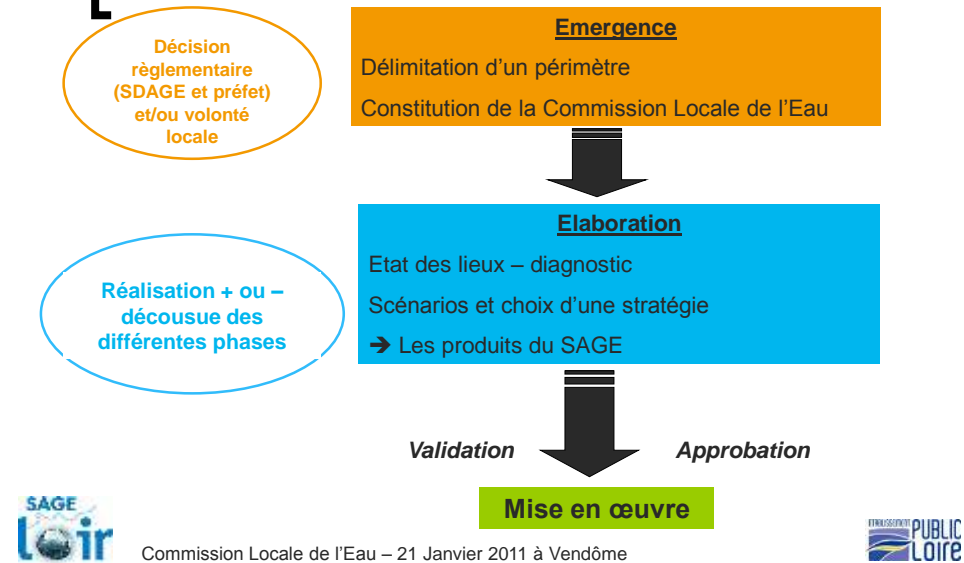 Décision
règlementaire
(SDAGE et préfet)
et/ou volonté
locale
Emergence
Délimitation d'un périmètre
Constitution de la Commission Locale de l'Eau
Réalisation + ou –
décousue des
différentes phases
Elaboration
Etat des lieux – diagnostic
Scénarios et choix d'une stratégie
➔ Les produits du SAGE
Validation Approbation
Mise en œuvre
SAGE
Loir
Commission Locale de l'Eau – 21 Janvier 2011 à Vendôme
ETABLISSEMENT PUBLIC
LOIRE